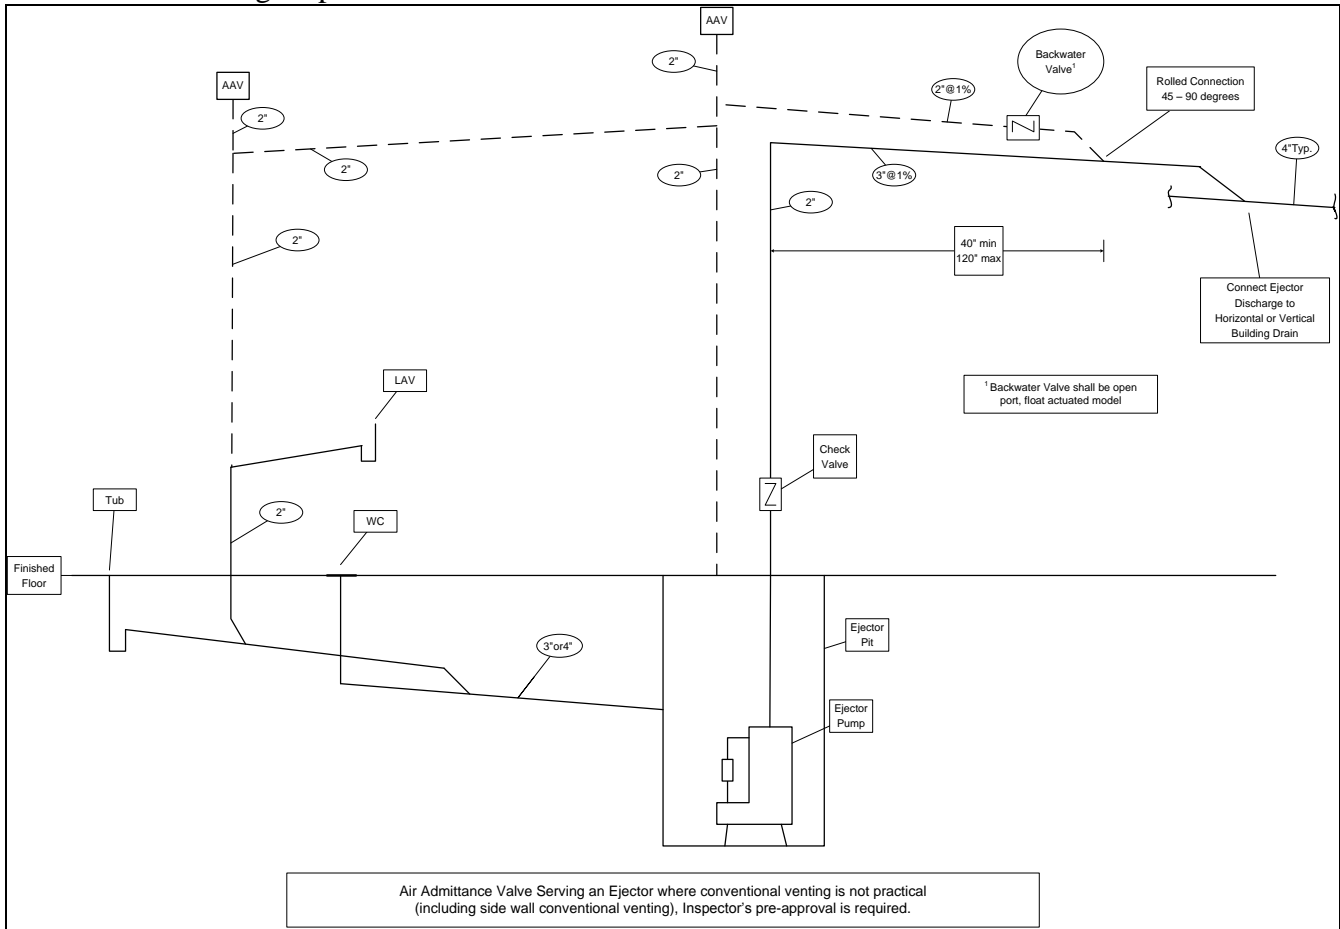 AAV
2"
Backwater
Valve1
Rolled Connection
45 – 90 degrees
AAV
2"@1%
2"
4"Typ.
2"
2"
3"@1%
2"
2"
40" min
120" max
Connect Ejector
Discharge to
Horizontal or Vertical
Building Drain
LAV
1 Backwater Valve shall be open
port, float actuated model
Check
Valve
Tub
2"
WC
Finished
Floor
Ejector
Pit
3"or4"
Ejector
Pump
Air Admittance Valve Serving an Ejector where conventional venting is not practical
(including side wall conventional venting), Inspector's pre-approval is required.